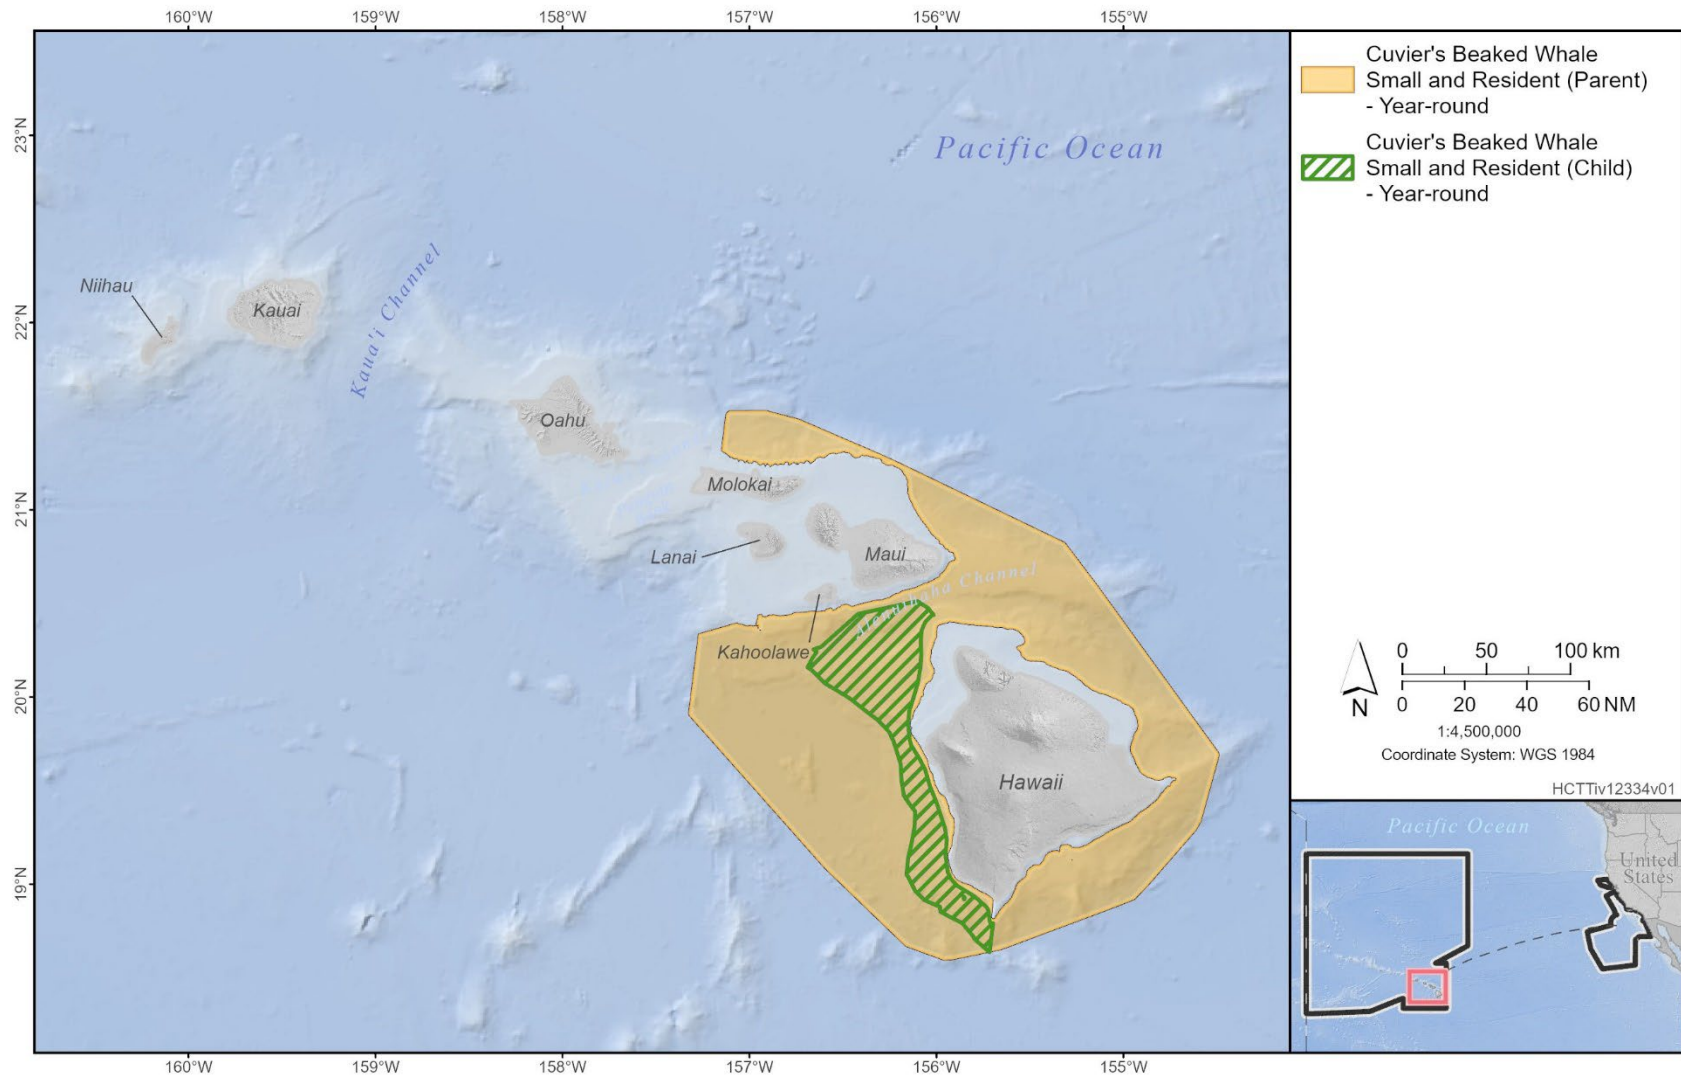 160°W 159°W 158°W 157°W 156°W 155°W
23°N
22°N
21°N
20°N
19°N
Pacific Ocean
Niihau
Kauai
Kaua'i Channel
Oahu
Molokai
Lanai
Maui
Alenuihaha Channel
Kahoolawe
Hawaii
160°W 159°W 158°W 157°W 156°W 155°W
Cuvier's Beaked Whale
Small and Resident (Parent)
- Year-round
Cuvier's Beaked Whale
Small and Resident (Child)
- Year-round
N
0 50 100 km
0 20 40 60 NM
1:4,500,000
Coordinate System: WGS 1984
HCTTiv12334v01
Pacific Ocean
United
States